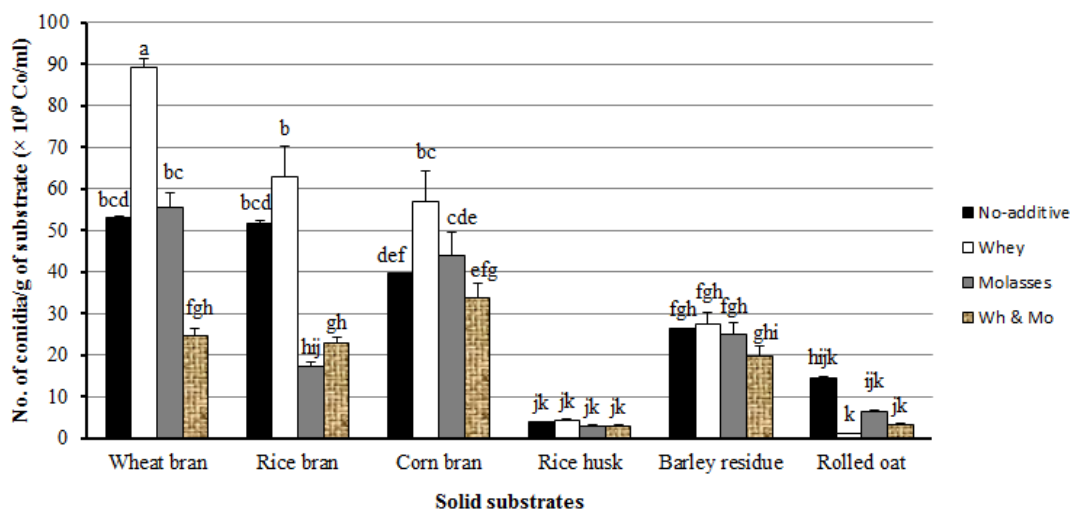 No. of conidia/g of substrate (× 10⁹ Co/ml)
100
90
80
70
60
50
40
30
20
10
0
bcd
a
bc
fgh
bcd
b
hij
gh
def
bc
cde
efg
jk
jk
jk
jk
fgh
fgh
fgh
ghi
hijk
k
ijk
jk
Wheat bran
Rice bran
Corn bran
Rice husk
Barley residue
Rolled oat
Solid substrates
No-additive
Whey
Molasses
Wh & Mo